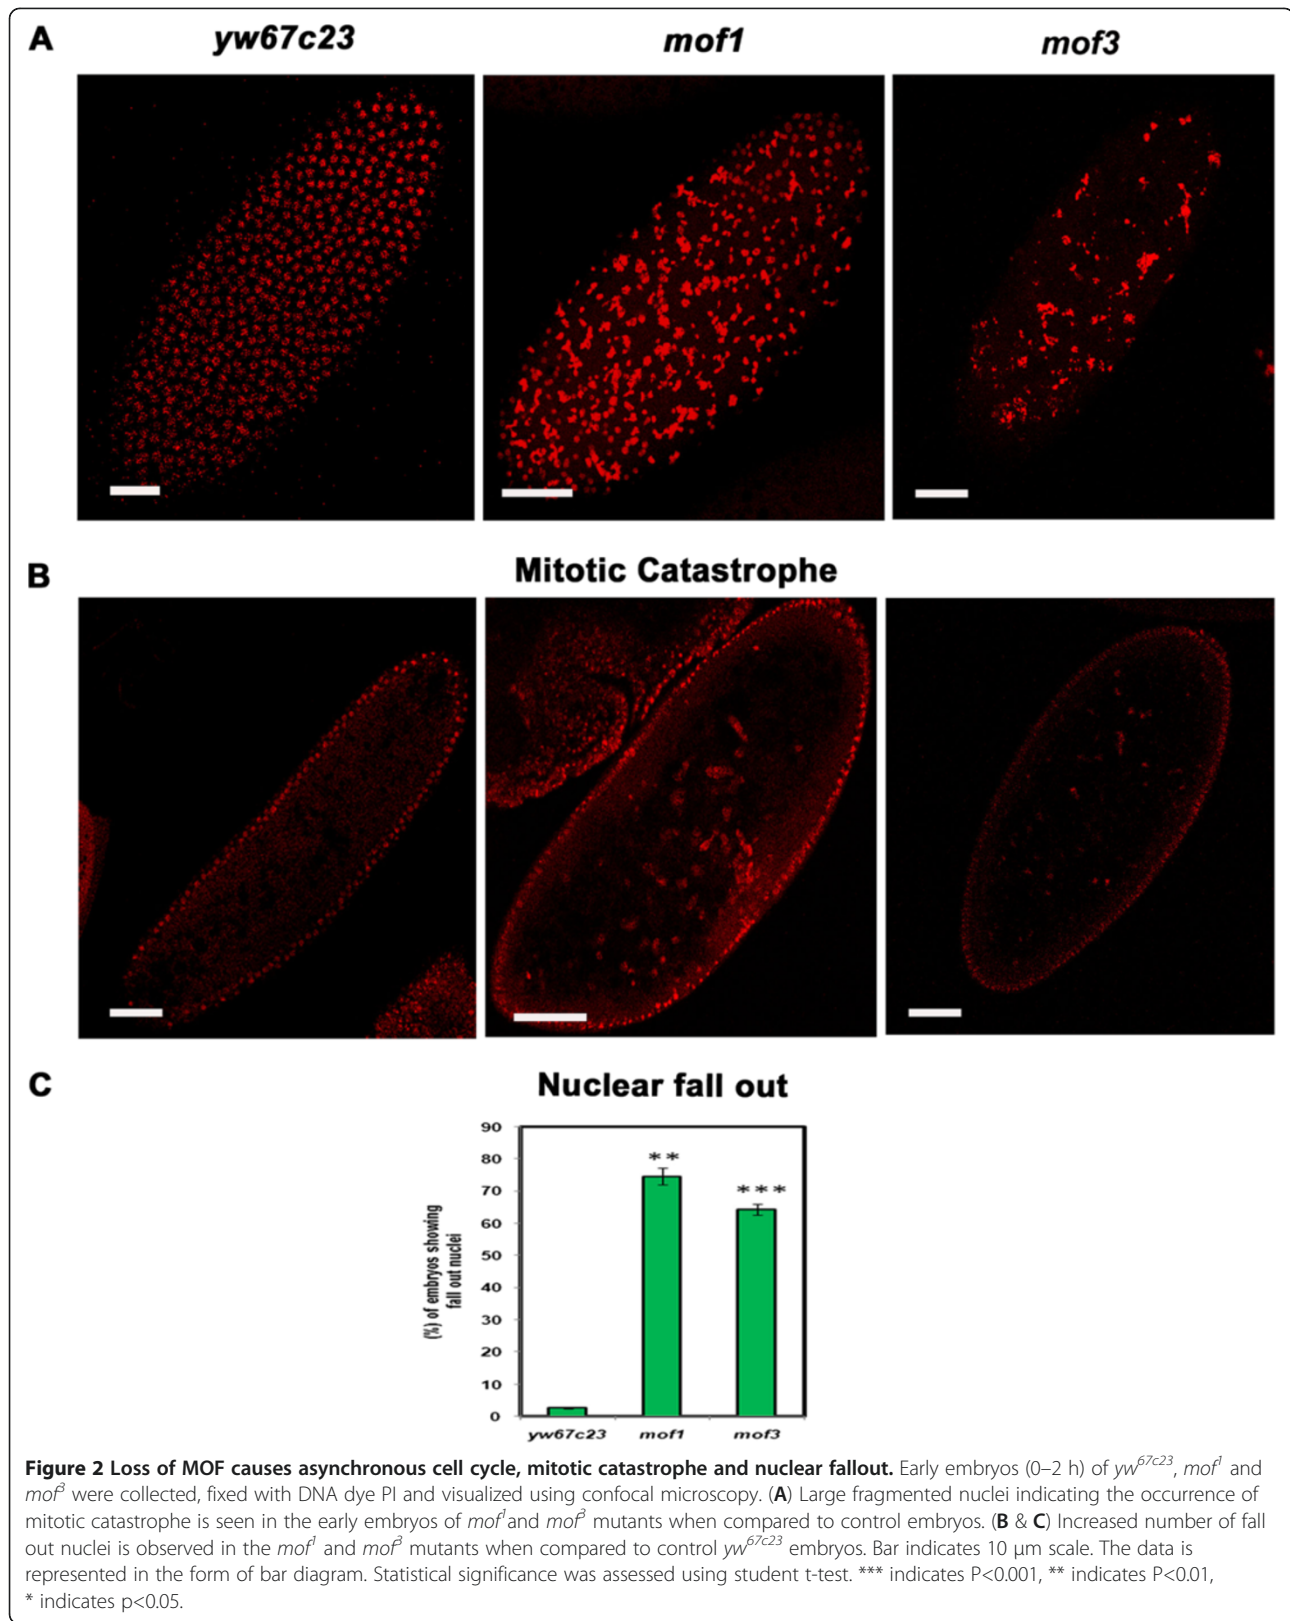 A
yw67c23
mof1
mof3
B
Mitotic Catastrophe
C
Nuclear fall out
(%) of embryos showing
fall out nuclei
90
80
70
60
50
40
30
20
10
0
**
***
yw67c23
mof1
mof3
Figure 2 Loss of MOF causes asynchronous cell cycle, mitotic catastrophe and nuclear fallout. Early embryos (0–2 h) of yw67c23, mof1 and
mof3 were collected, fixed with DNA dye PI and visualized using confocal microscopy. (A) Large fragmented nuclei indicating the occurrence of
mitotic catastrophe is seen in the early embryos of mof1and mof3 mutants when compared to control embryos. (B & C) Increased number of fall
out nuclei is observed in the mof1 and mof3 mutants when compared to control yw67c23 embryos. Bar indicates 10 μm scale. The data is
represented in the form of bar diagram. Statistical significance was assessed using student t-test. *** indicates P<0.001, ** indicates P<0.01,
* indicates p<0.05.